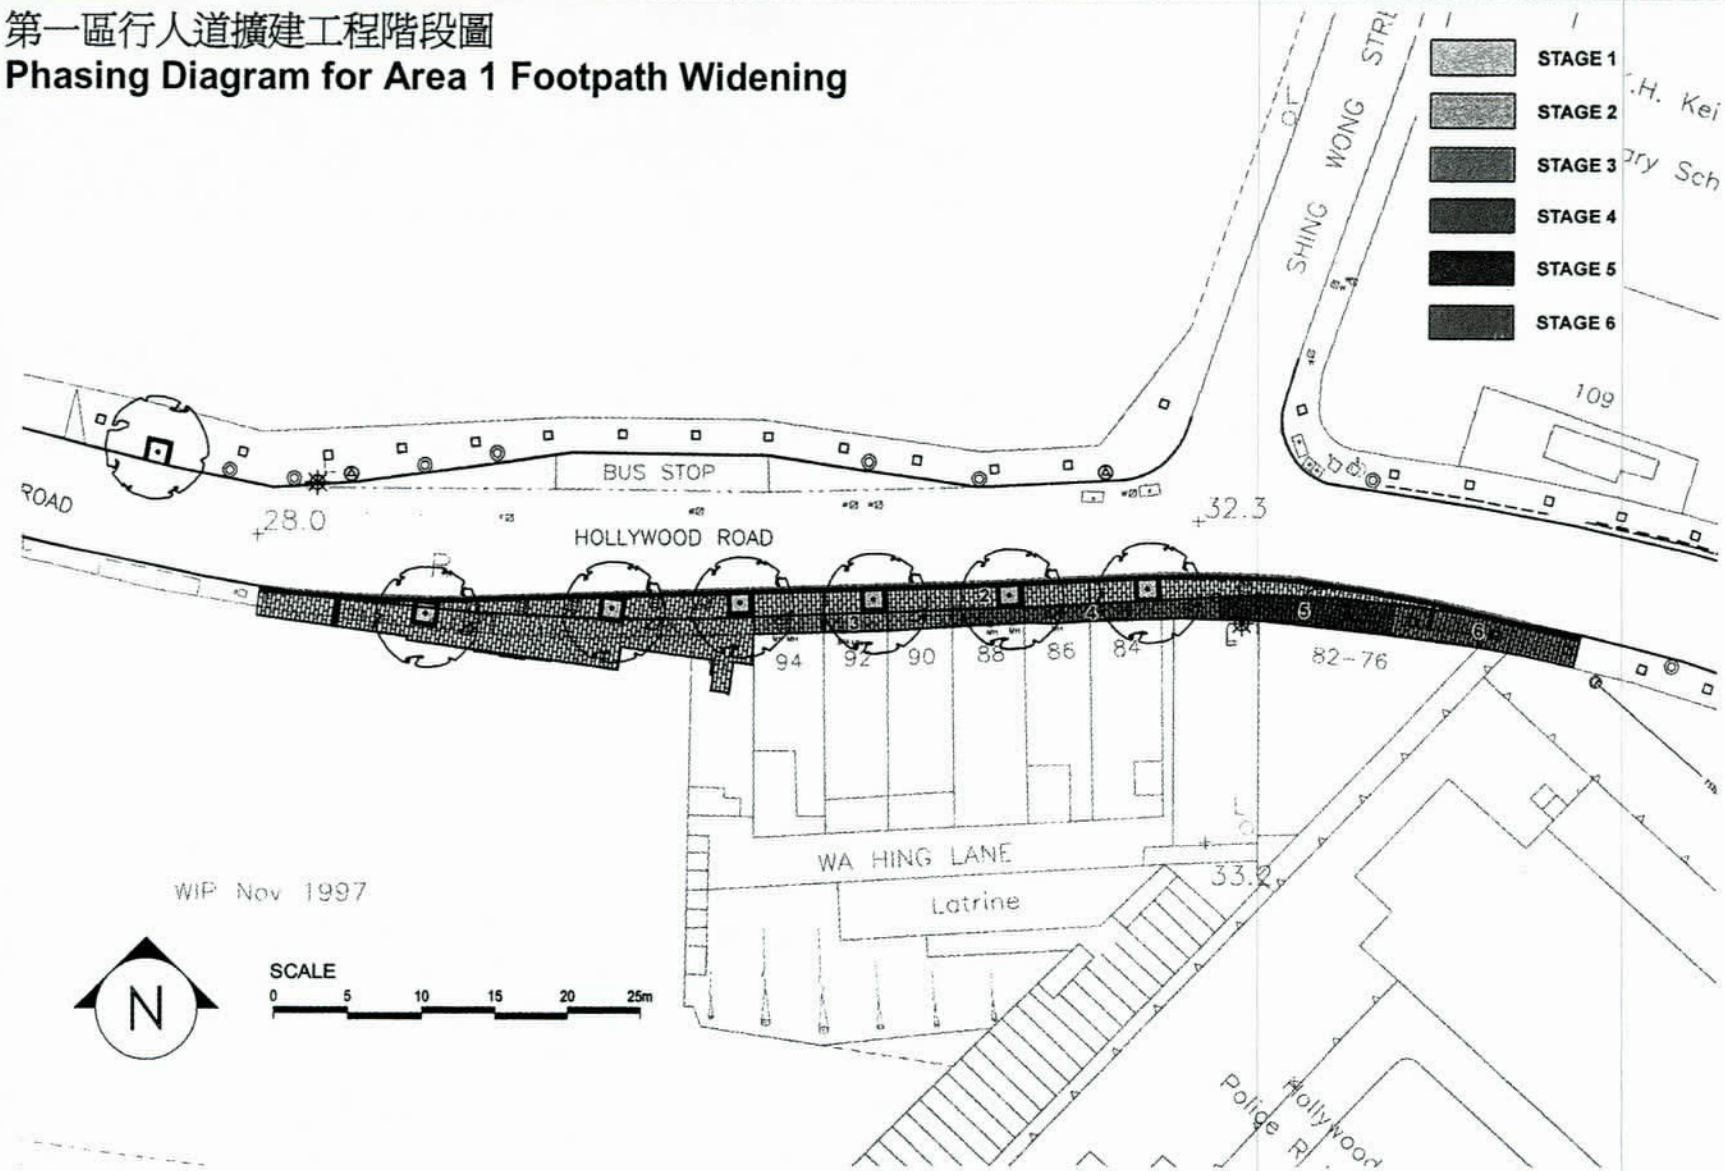 第一區行人道擴建工程階段圖
Phasing Diagram for Area 1 Footpath Widening
STAGE 1
STAGE 2
STAGE 3
STAGE 4
STAGE 5
STAGE 6
SHING WONG
109
BUS STOP
ROAD
28.0
32.3
HOLLYWOOD ROAD
2
3
4
5
6
94
92
90
88
86
84
82-76
WA HING LANE
33.2
Latrine
WIP Nov 1997
N
SCALE
0 5 10 15 20 25m
Hollywood
Police